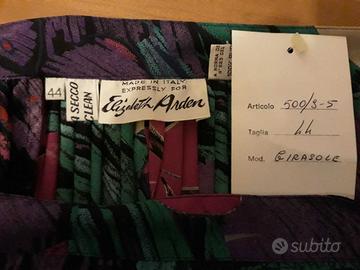 44
A SECCO
CLEAN
MADE IN ITALY
EXPRESSLY FOR
Elizabeth Arden
Articolo 500/3-5
Taglia 44
Mod. GIRASOLE
subito